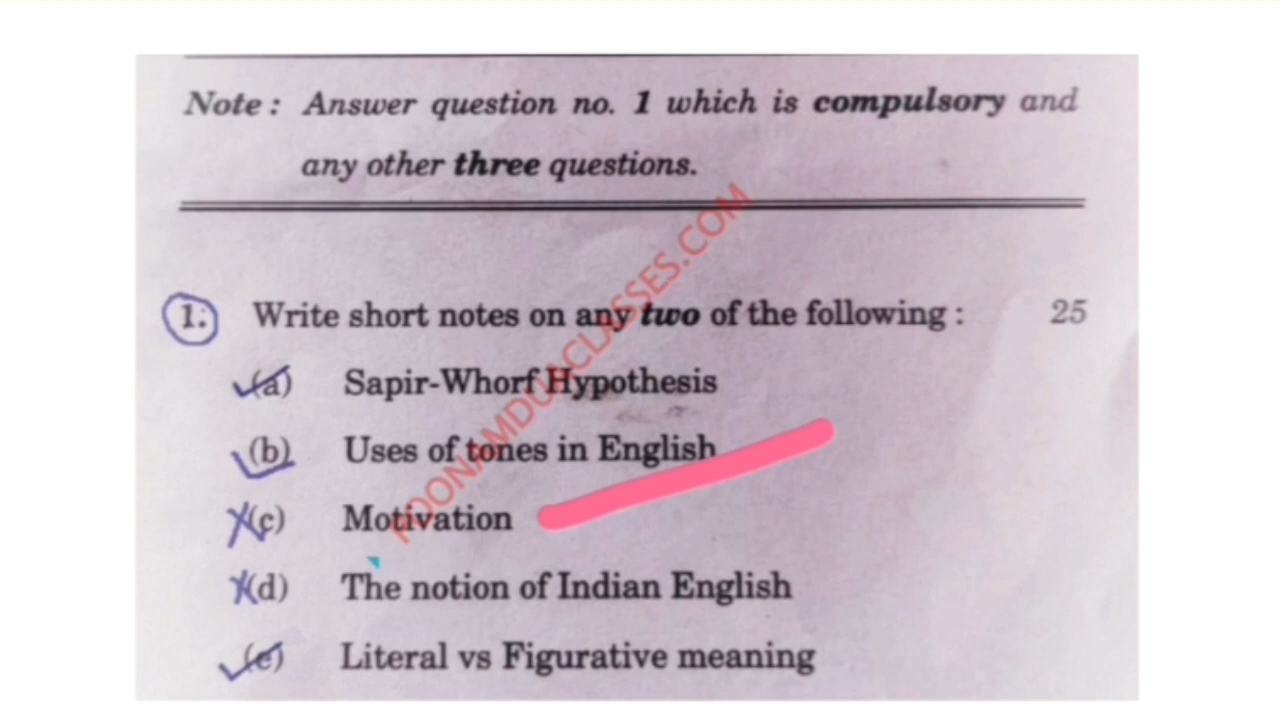 Note : Answer question no. 1 which is compulsory and
any other three questions.
1. Write short notes on any two of the following : 25
(a) Sapir-Whorf Hypothesis
(b) Uses of tones in English
(c) Motivation
(d) The notion of Indian English
(e) Literal vs Figurative meaning
POONAMDUACLASSES.COM